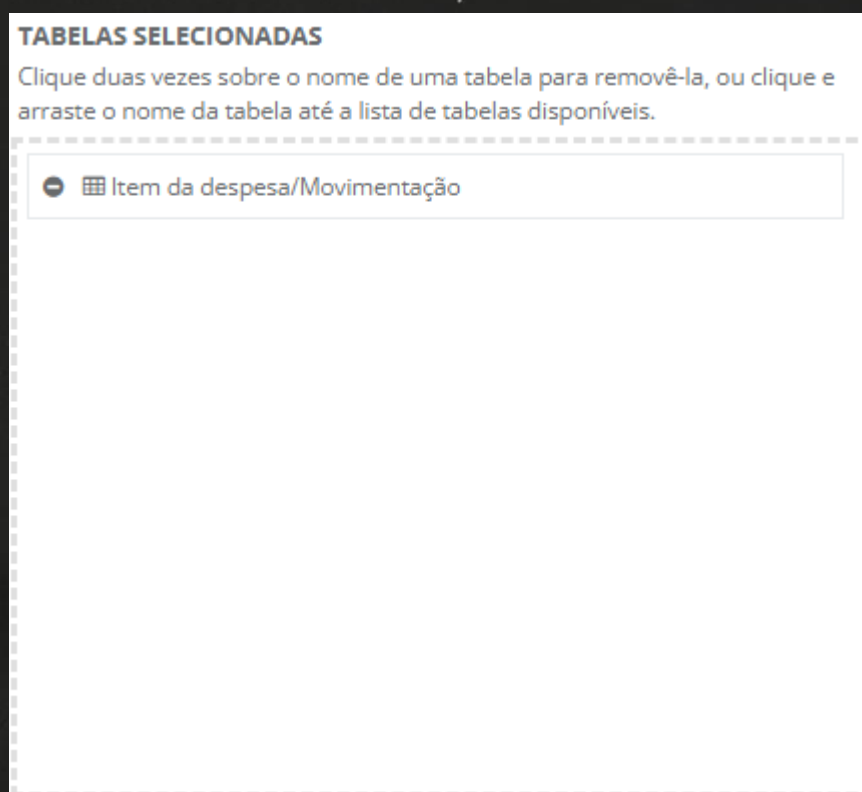 TABELAS SELECIONADAS
Clique duas vezes sobre o nome de uma tabela para removê-la, ou clique e
arraste o nome da tabela até a lista de tabelas disponíveis.
Item da despesa/Movimentação